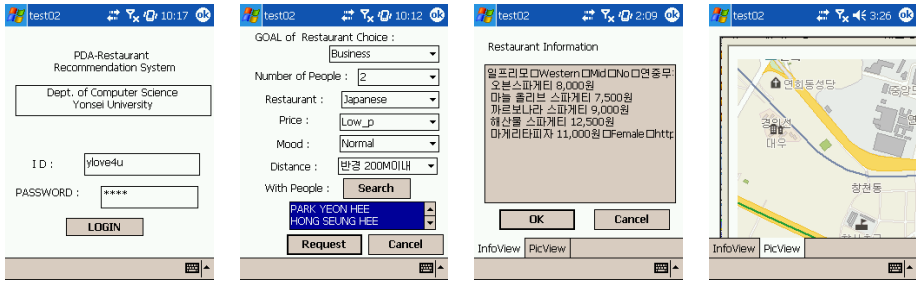 test02
10:17
ok
PDA-Restaurant
Recommendation System
Dept. of Computer Science
Yonsei University
ID :
ylove4u
PASSWORD :
****
LOGIN
test02
10:12
ok
GOAL of Restaurant Choice :
Business
Number of People :
2
Restaurant :
Japanese
Price :
Low_p
Mood :
Normal
Distance :
반경 200M이내
With People :
Search
PARK YEON HEE
HONG SEUNG HEE
Request
Cancel
test02
2:09
ok
Restaurant Information
일프리모□Western□Mid□No□연중무
오븐스파게티 8,000원
마늘 올리브 스파게티 7,500원
까르보나라 스파게티 9,000원
해산물 스파게티 12,500원
마게리타피자 11,000원□Female□http
OK
Cancel
InfoView
PicView
test02
3:26
ok
연희동성당
경의선
대우
창천동
InfoView
PicView